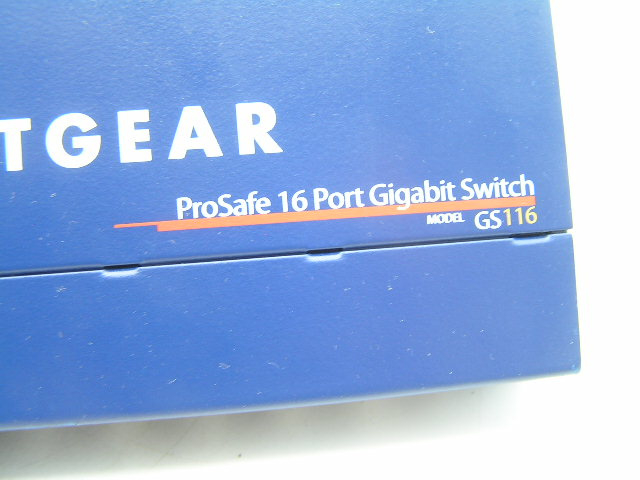 TGEAR
ProSafe 16 Port Gigabit Switch
MODEL GS116